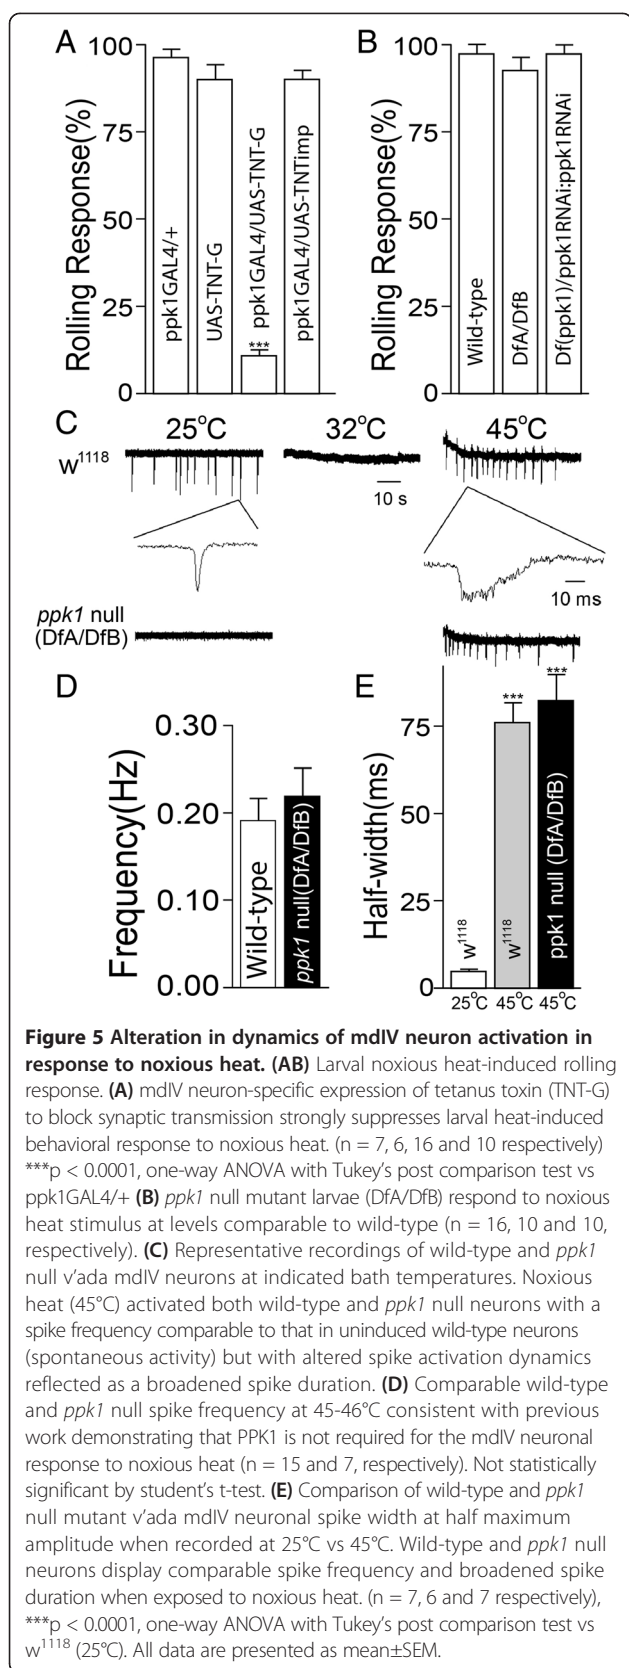 A
B
Rolling Response(%)
100
75
50
25
0
ppk1GAL4/+
UAS-TNT-G
ppk1GAL4/UAS-TNT-G
***
ppk1GAL4/UAS-TNTimp
Rolling Response(%)
100
75
50
25
0
Wild-type
DfA/DfB
Df(ppk1)/ppk1RNAi:ppk1RNAi
C
25°C
32°C
45°C
w1118
10 s
10 ms
ppk1 null
(DfA/DfB)
D
Frequency(Hz)
0.30
0.20
0.10
0.00
Wild-type
ppk1 null(DfA/DfB)
E
Half-width(ms)
75
50
25
0
w1118
***
w1118
***
ppk1 null (DfA/DfB)
25°C 45°C 45°C
Figure 5 Alteration in dynamics of mdIV neuron activation in
response to noxious heat. (AB) Larval noxious heat-induced rolling
response. (A) mdIV neuron-specific expression of tetanus toxin (TNT-G)
to block synaptic transmission strongly suppresses larval heat-induced
behavioral response to noxious heat. (n = 7, 6, 16 and 10 respectively)
***p < 0.0001, one-way ANOVA with Tukey's post comparison test vs
ppk1GAL4/+ (B) ppk1 null mutant larvae (DfA/DfB) respond to noxious
heat stimulus at levels comparable to wild-type (n = 16, 10 and 10,
respectively). (C) Representative recordings of wild-type and ppk1
null v'ada mdIV neurons at indicated bath temperatures. Noxious
heat (45°C) activated both wild-type and ppk1 null neurons with a
spike frequency comparable to that in uninduced wild-type neurons
(spontaneous activity) but with altered spike activation dynamics
reflected as a broadened spike duration. (D) Comparable wild-type
and ppk1 null spike frequency at 45-46°C consistent with previous
work demonstrating that PPK1 is not required for the mdIV neuronal
response to noxious heat (n = 15 and 7, respectively). Not statistically
significant by student's t-test. (E) Comparison of wild-type and ppk1
null mutant v'ada mdIV neuronal spike width at half maximum
amplitude when recorded at 25°C vs 45°C. Wild-type and ppk1 null
neurons display comparable spike frequency and broadened spike
duration when exposed to noxious heat. (n = 7, 6 and 7 respectively),
***p < 0.0001, one-way ANOVA with Tukey's post comparison test vs
w1118 (25°C). All data are presented as mean±SEM.